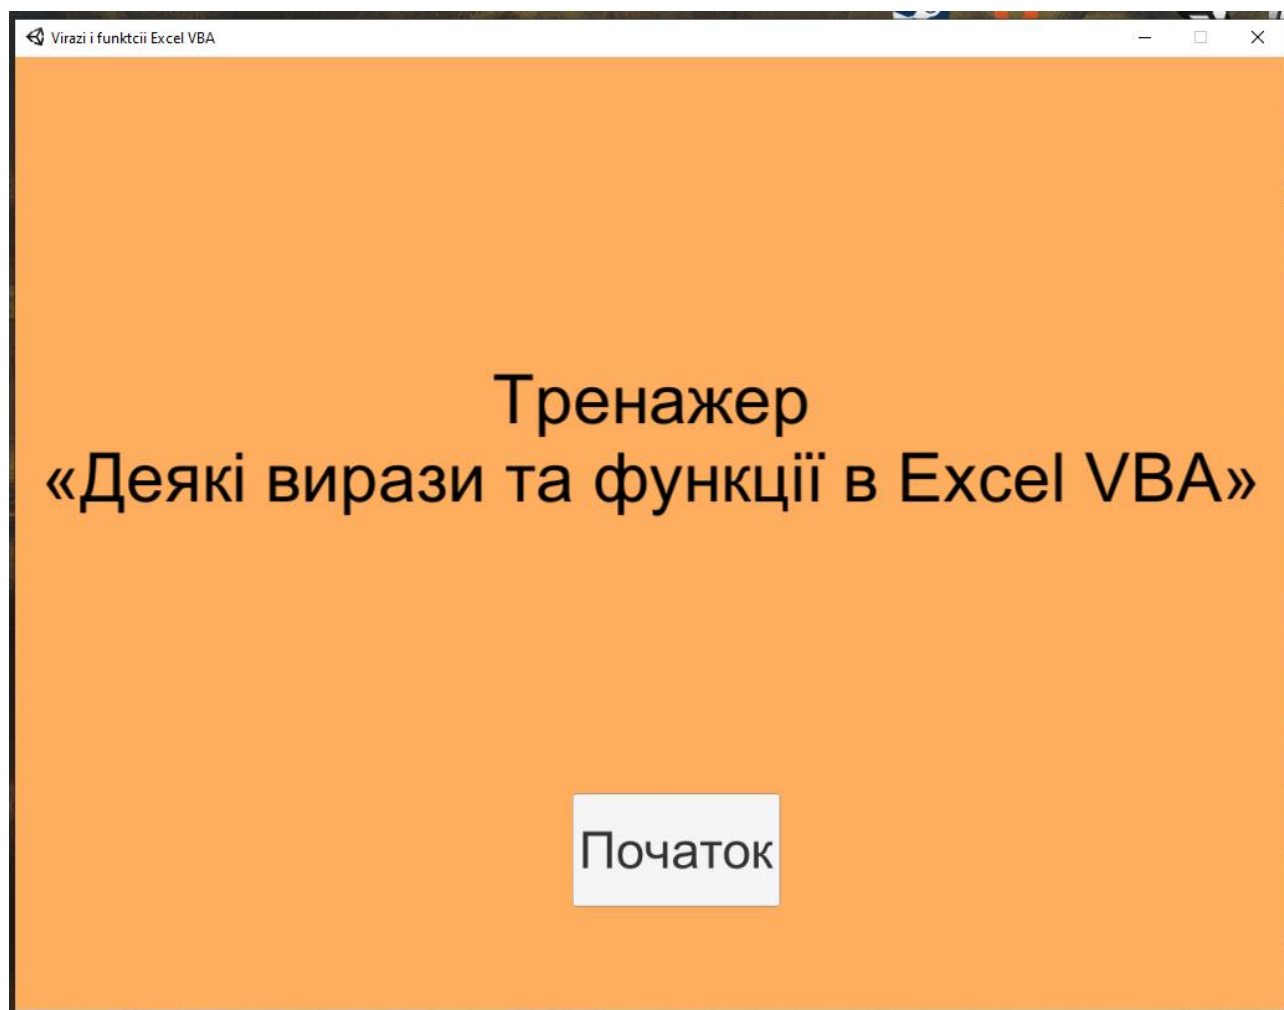 Virazi i funktcii Excel VBA
Тренажер
«Деякі вирази та функції в Excel VBA»
Початок